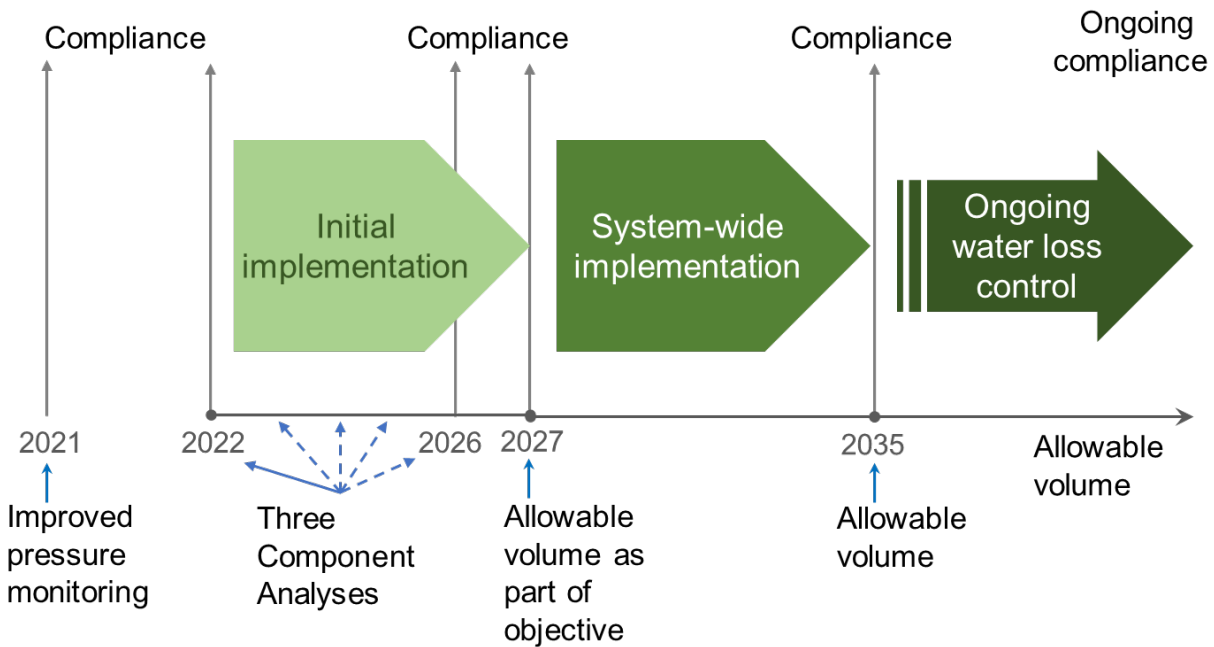 Compliance
Compliance
Compliance
Ongoing
compliance
Initial
implementation
System-wide
implementation
Ongoing
water loss
control
2021
2022
2026
2027
2035
Allowable
volume
Improved
pressure
monitoring
Three
Component
Analyses
Allowable
volume as
part of
objective
Allowable
volume